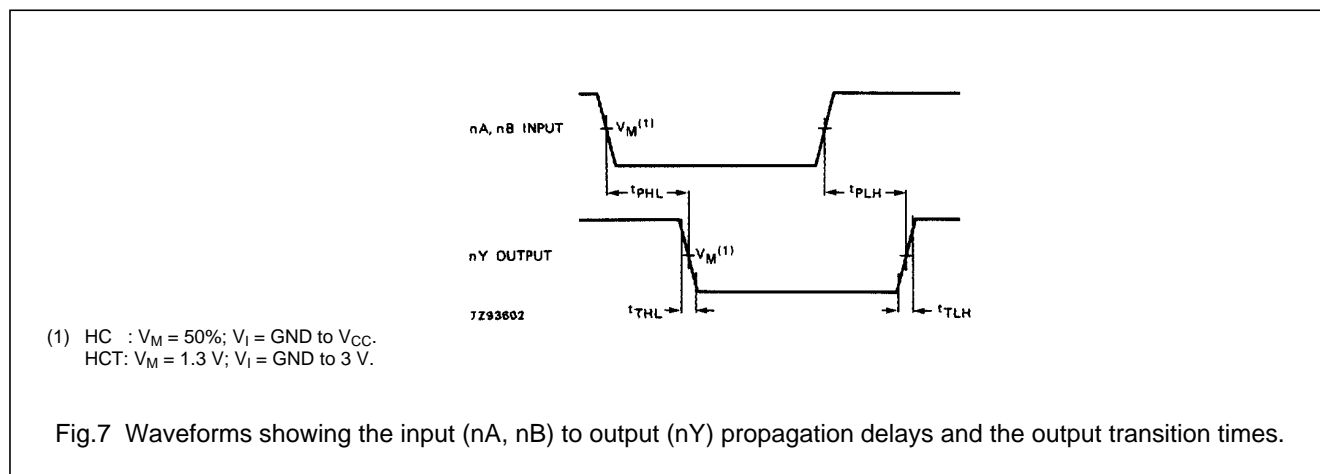 nA, nB INPUT
VM(1)
tPHL
tPLH
nY OUTPUT
VM(1)
tTHL
tTLH
7Z93602
(1) HC : VM = 50%; VI = GND to VCC.
HCT: VM = 1.3 V; VI = GND to 3 V.
Fig.7 Waveforms showing the input (nA, nB) to output (nY) propagation delays and the output transition times.